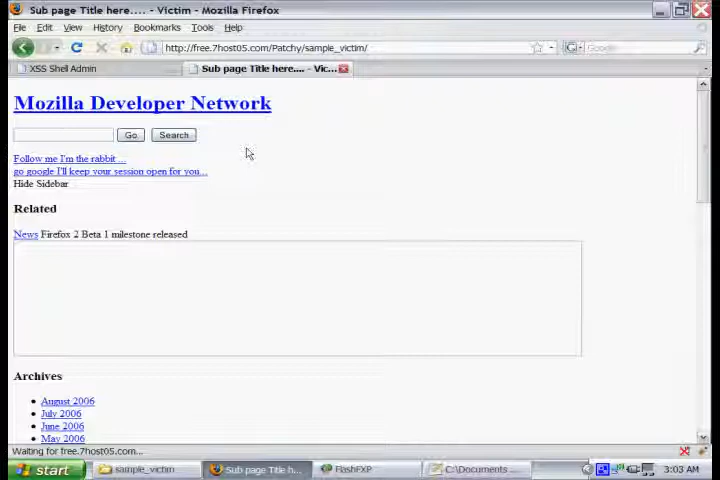 Sub page Title here.... - Victim - Mozilla Firefox
File Edit View History Bookmarks Tools Help
http://free.7host05.com/Patchy/sample_victim/
Google
XSS Shell Admin
Sub page Title here.... - Vic...
Mozilla Developer Network
Go
Search
Follow me I'm the rabbit ...
go google I'll keep your session open for you...
Hide Sidebar
Related
News Firefox 2 Beta 1 milestone released
Archives
August 2006
July 2006
June 2006
May 2006
Waiting for free.7host05.com...
start
sample_victim
Sub page Title h...
FlashFXP
C:\Documents ...
3:03 AM